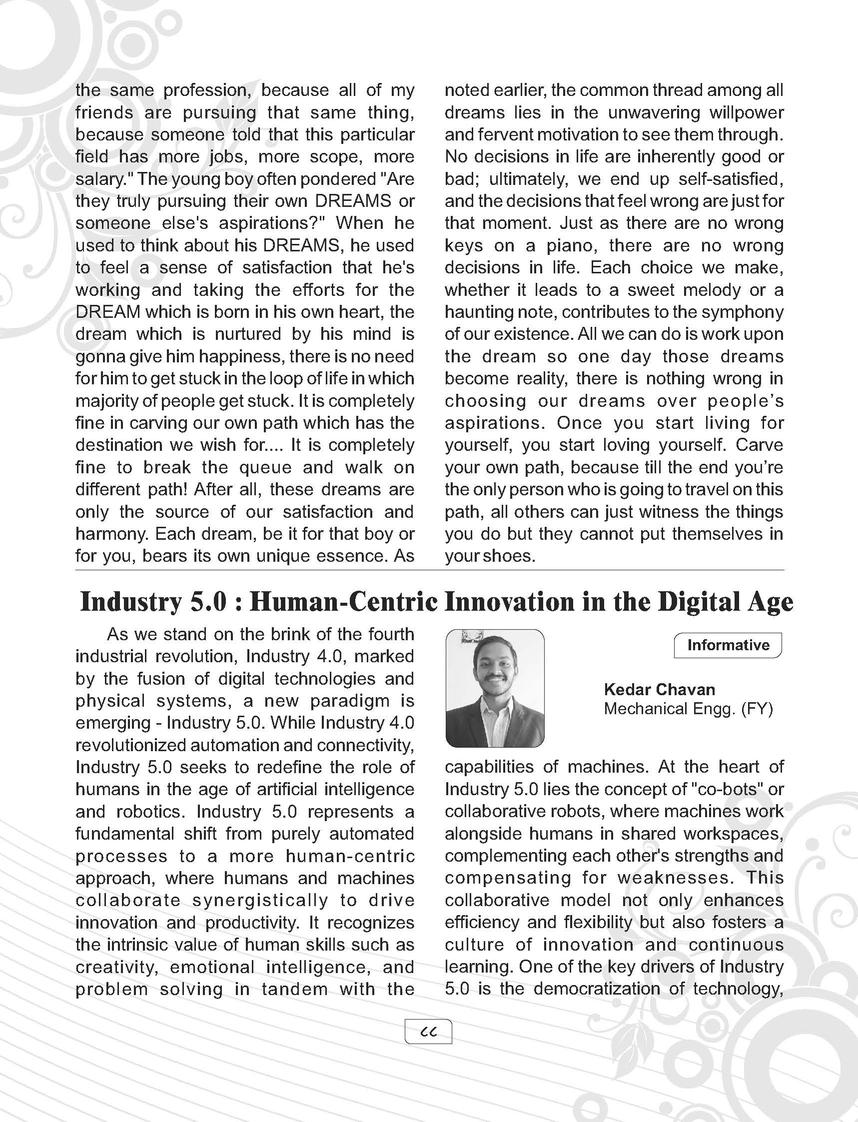 the same profession, because all of my
friends are pursuing that same thing,
because someone told that this particular
field has more jobs, more scope, more
salary." The young boy often pondered "Are
they truly pursuing their own DREAMS or
someone else's aspirations?" When he
used to think about his DREAMS, he used
to feel a sense of satisfaction that he's
working and taking the efforts for the
DREAM which is born in his own heart, the
dream which is nurtured by his mind is
gonna give him happiness, there is no need
for him to get stuck in the loop of life in which
majority of people get stuck. It is completely
fine in carving our own path which has the
destination we wish for.... It is completely
fine to break the queue and walk on
different path! After all, these dreams are
only the source of our satisfaction and
harmony. Each dream, be it for that boy or
for you, bears its own unique essence. As
noted earlier, the common thread among all
dreams lies in the unwavering willpower
and fervent motivation to see them through.
No decisions in life are inherently good or
bad; ultimately, we end up self-satisfied,
and the decisions that feel wrong are just for
that moment. Just as there are no wrong
keys on a piano, there are no wrong
decisions in life. Each choice we make,
whether it leads to a sweet melody or a
haunting note, contributes to the symphony
of our existence. All we can do is work upon
the dream so one day those dreams
become reality, there is nothing wrong in
choosing our dreams over people's
aspirations. Once you start living for
yourself, you start loving yourself. Carve
your own path, because till the end you're
the only person who is going to travel on this
path, all others can just witness the things
you do but they cannot put themselves in
your shoes.
Industry 5.0 : Human-Centric Innovation in the Digital Age
As we stand on the brink of the fourth
industrial revolution, Industry 4.0, marked
by the fusion of digital technologies and
physical systems, a new paradigm is
emerging - Industry 5.0. While Industry 4.0
revolutionized automation and connectivity,
Industry 5.0 seeks to redefine the role of
humans in the age of artificial intelligence
and robotics. Industry 5.0 represents a
fundamental shift from purely automated
processes to a more human-centric
approach, where humans and machines
collaborate synergistically to drive
innovation and productivity. It recognizes
the intrinsic value of human skills such as
creativity, emotional intelligence, and
problem solving in tandem with the
Informative
Kedar Chavan
Mechanical Engg. (FY)
capabilities of machines. At the heart of
Industry 5.0 lies the concept of "co-bots" or
collaborative robots, where machines work
alongside humans in shared workspaces,
complementing each other's strengths and
compensating for weaknesses. This
collaborative model not only enhances
efficiency and flexibility but also fosters a
culture of innovation and continuous
learning. One of the key drivers of Industry
5.0 is the democratization of technology,
८८